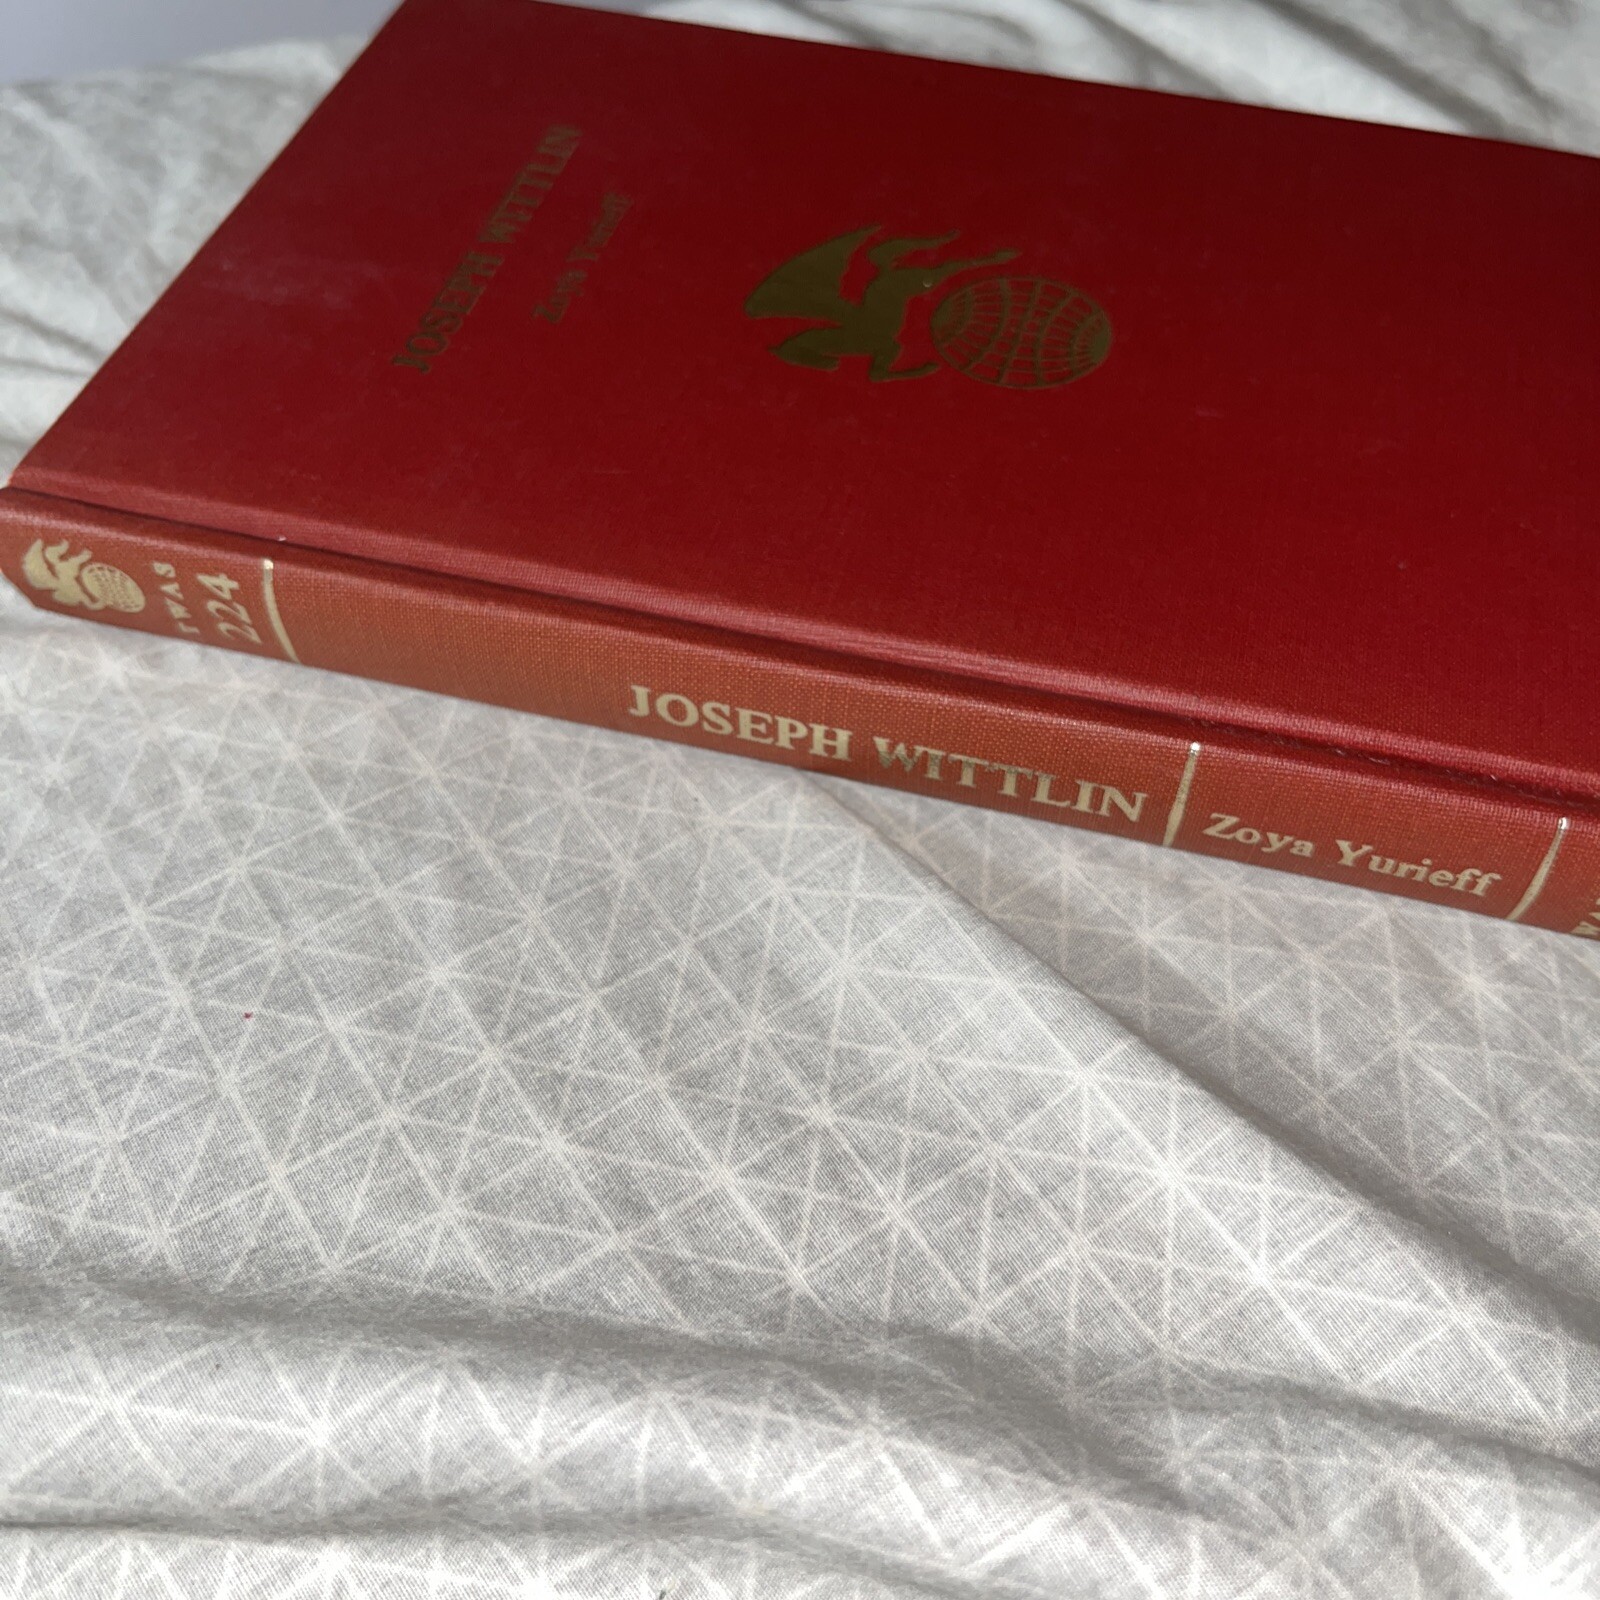 JOSEPH WITTLIN
Zoya Yurieff
TWAS
224
JOSEPH WITTLIN
Zoya Yurieff